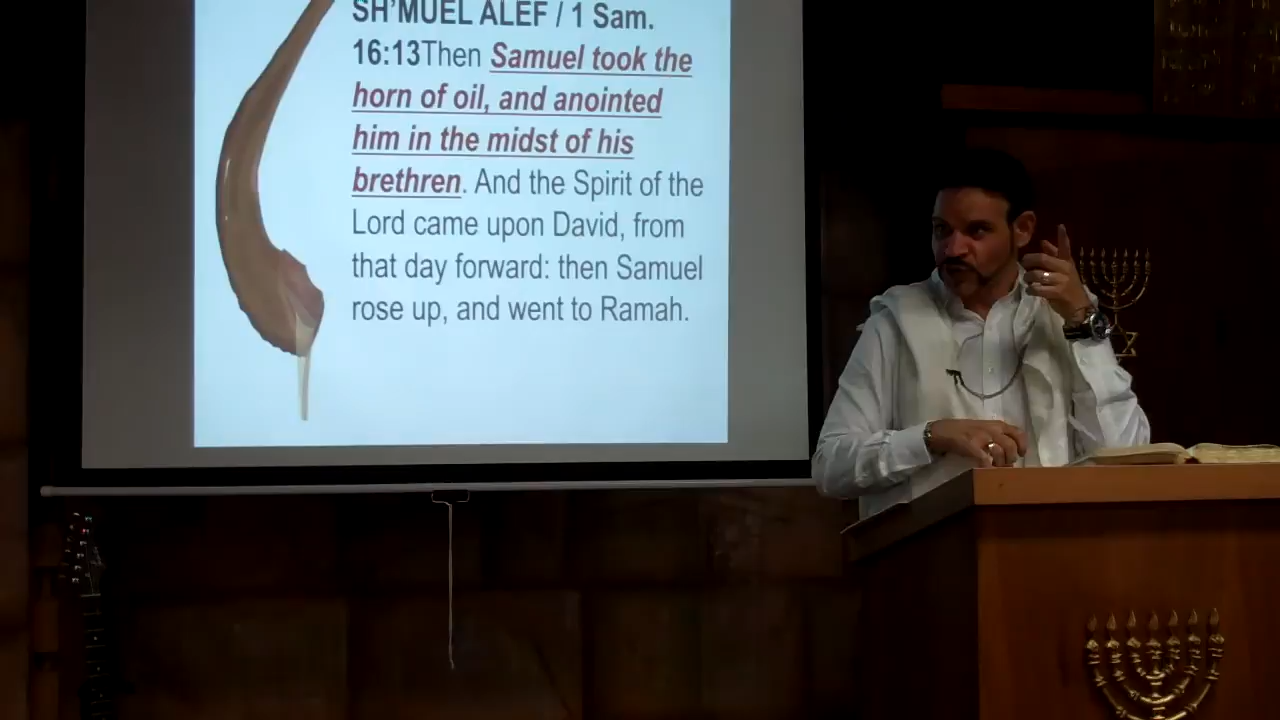 SH'MUEL ALEF / 1 Sam.
16:13Then Samuel took the
horn of oil, and anointed
him in the midst of his
brethren. And the Spirit of the
Lord came upon David, from
that day forward: then Samuel
rose up, and went to Ramah.